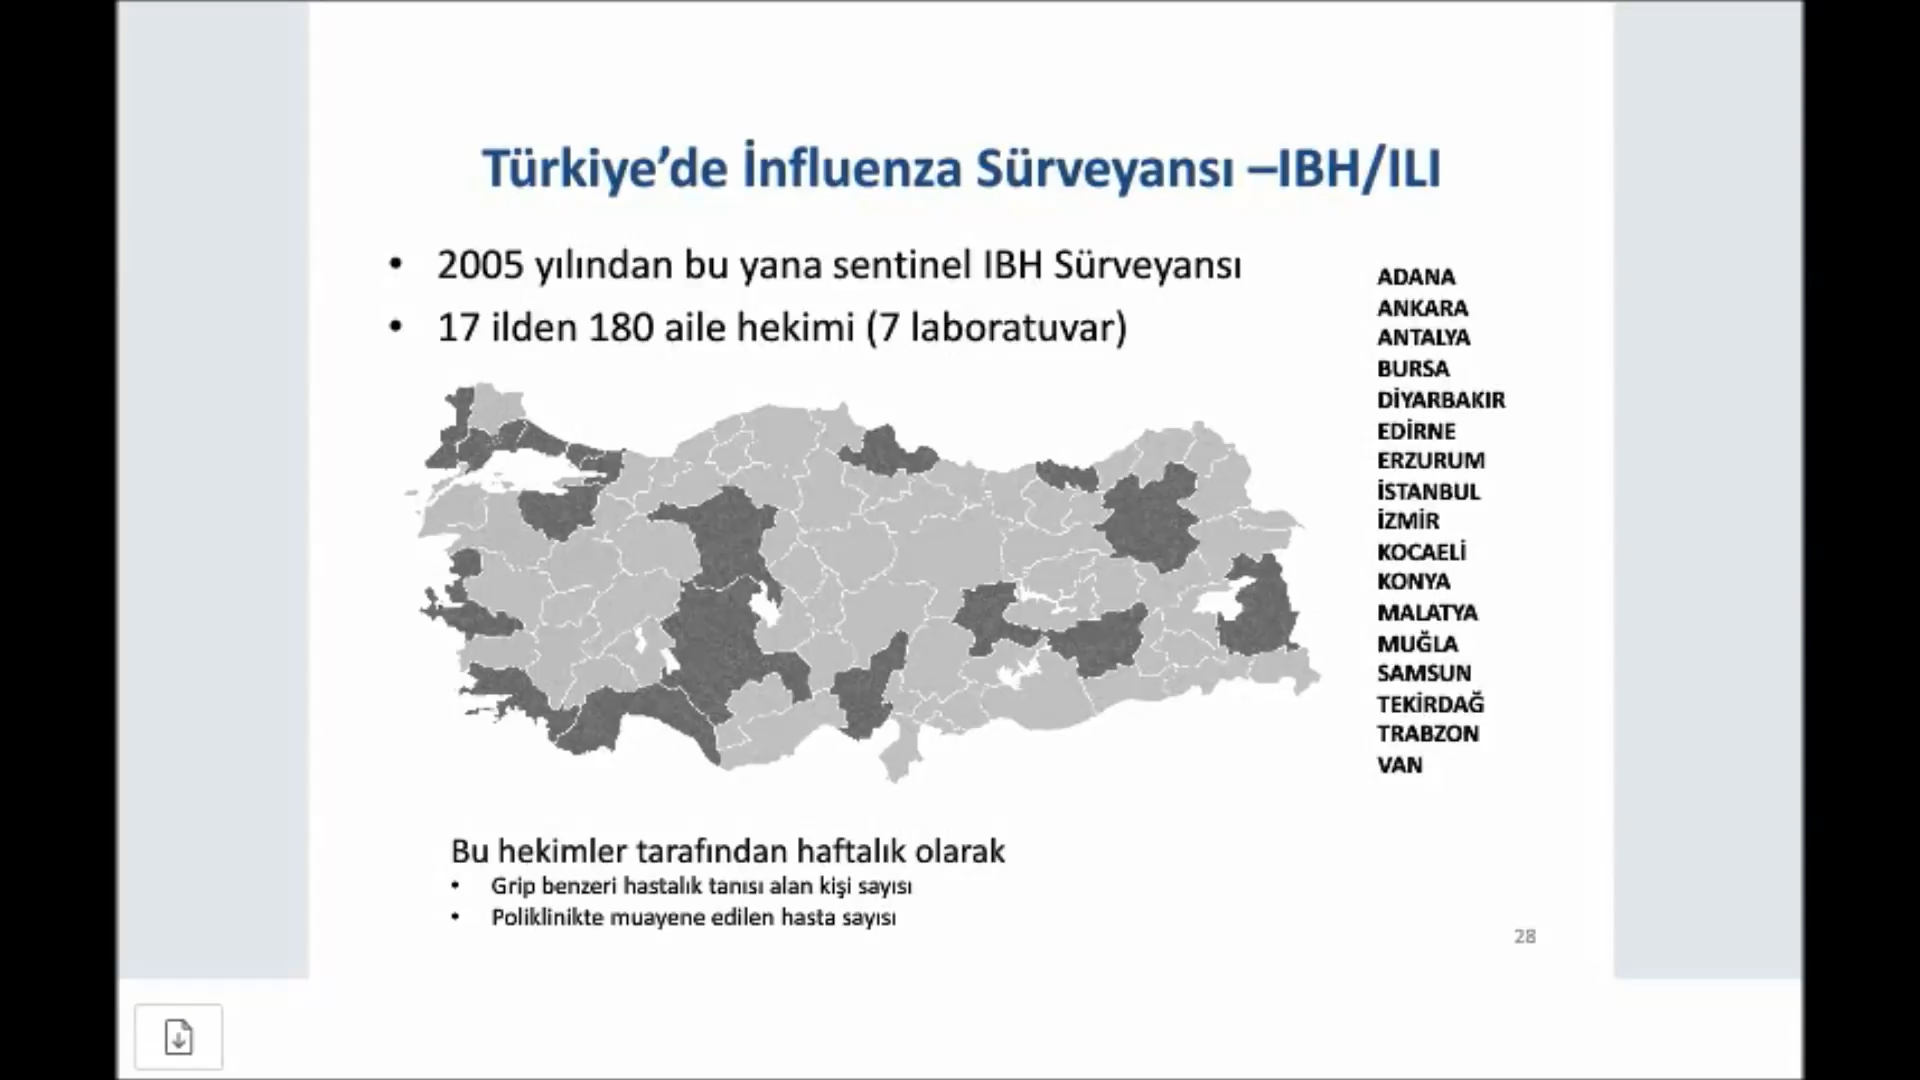 Türkiye’de İnfluenza Sürveyansı –IBH/ILI
• 2005 yılından bu yana sentinel IBH Sürveyansı
• 17 ilden 180 aile hekimi (7 laboratuvar)
ADANA
ANKARA
ANTALYA
BURSA
DİYARBAKIR
EDİRNE
ERZURUM
İSTANBUL
İZMİR
KOCAELİ
KONYA
MALATYA
MUĞLA
SAMSUN
TEKİRDAĞ
TRABZON
VAN
Bu hekimler tarafından haftalık olarak
• Grip benzeri hastalık tanısı alan kişi sayısı
• Poliklinikte muayene edilen hasta sayısı
28